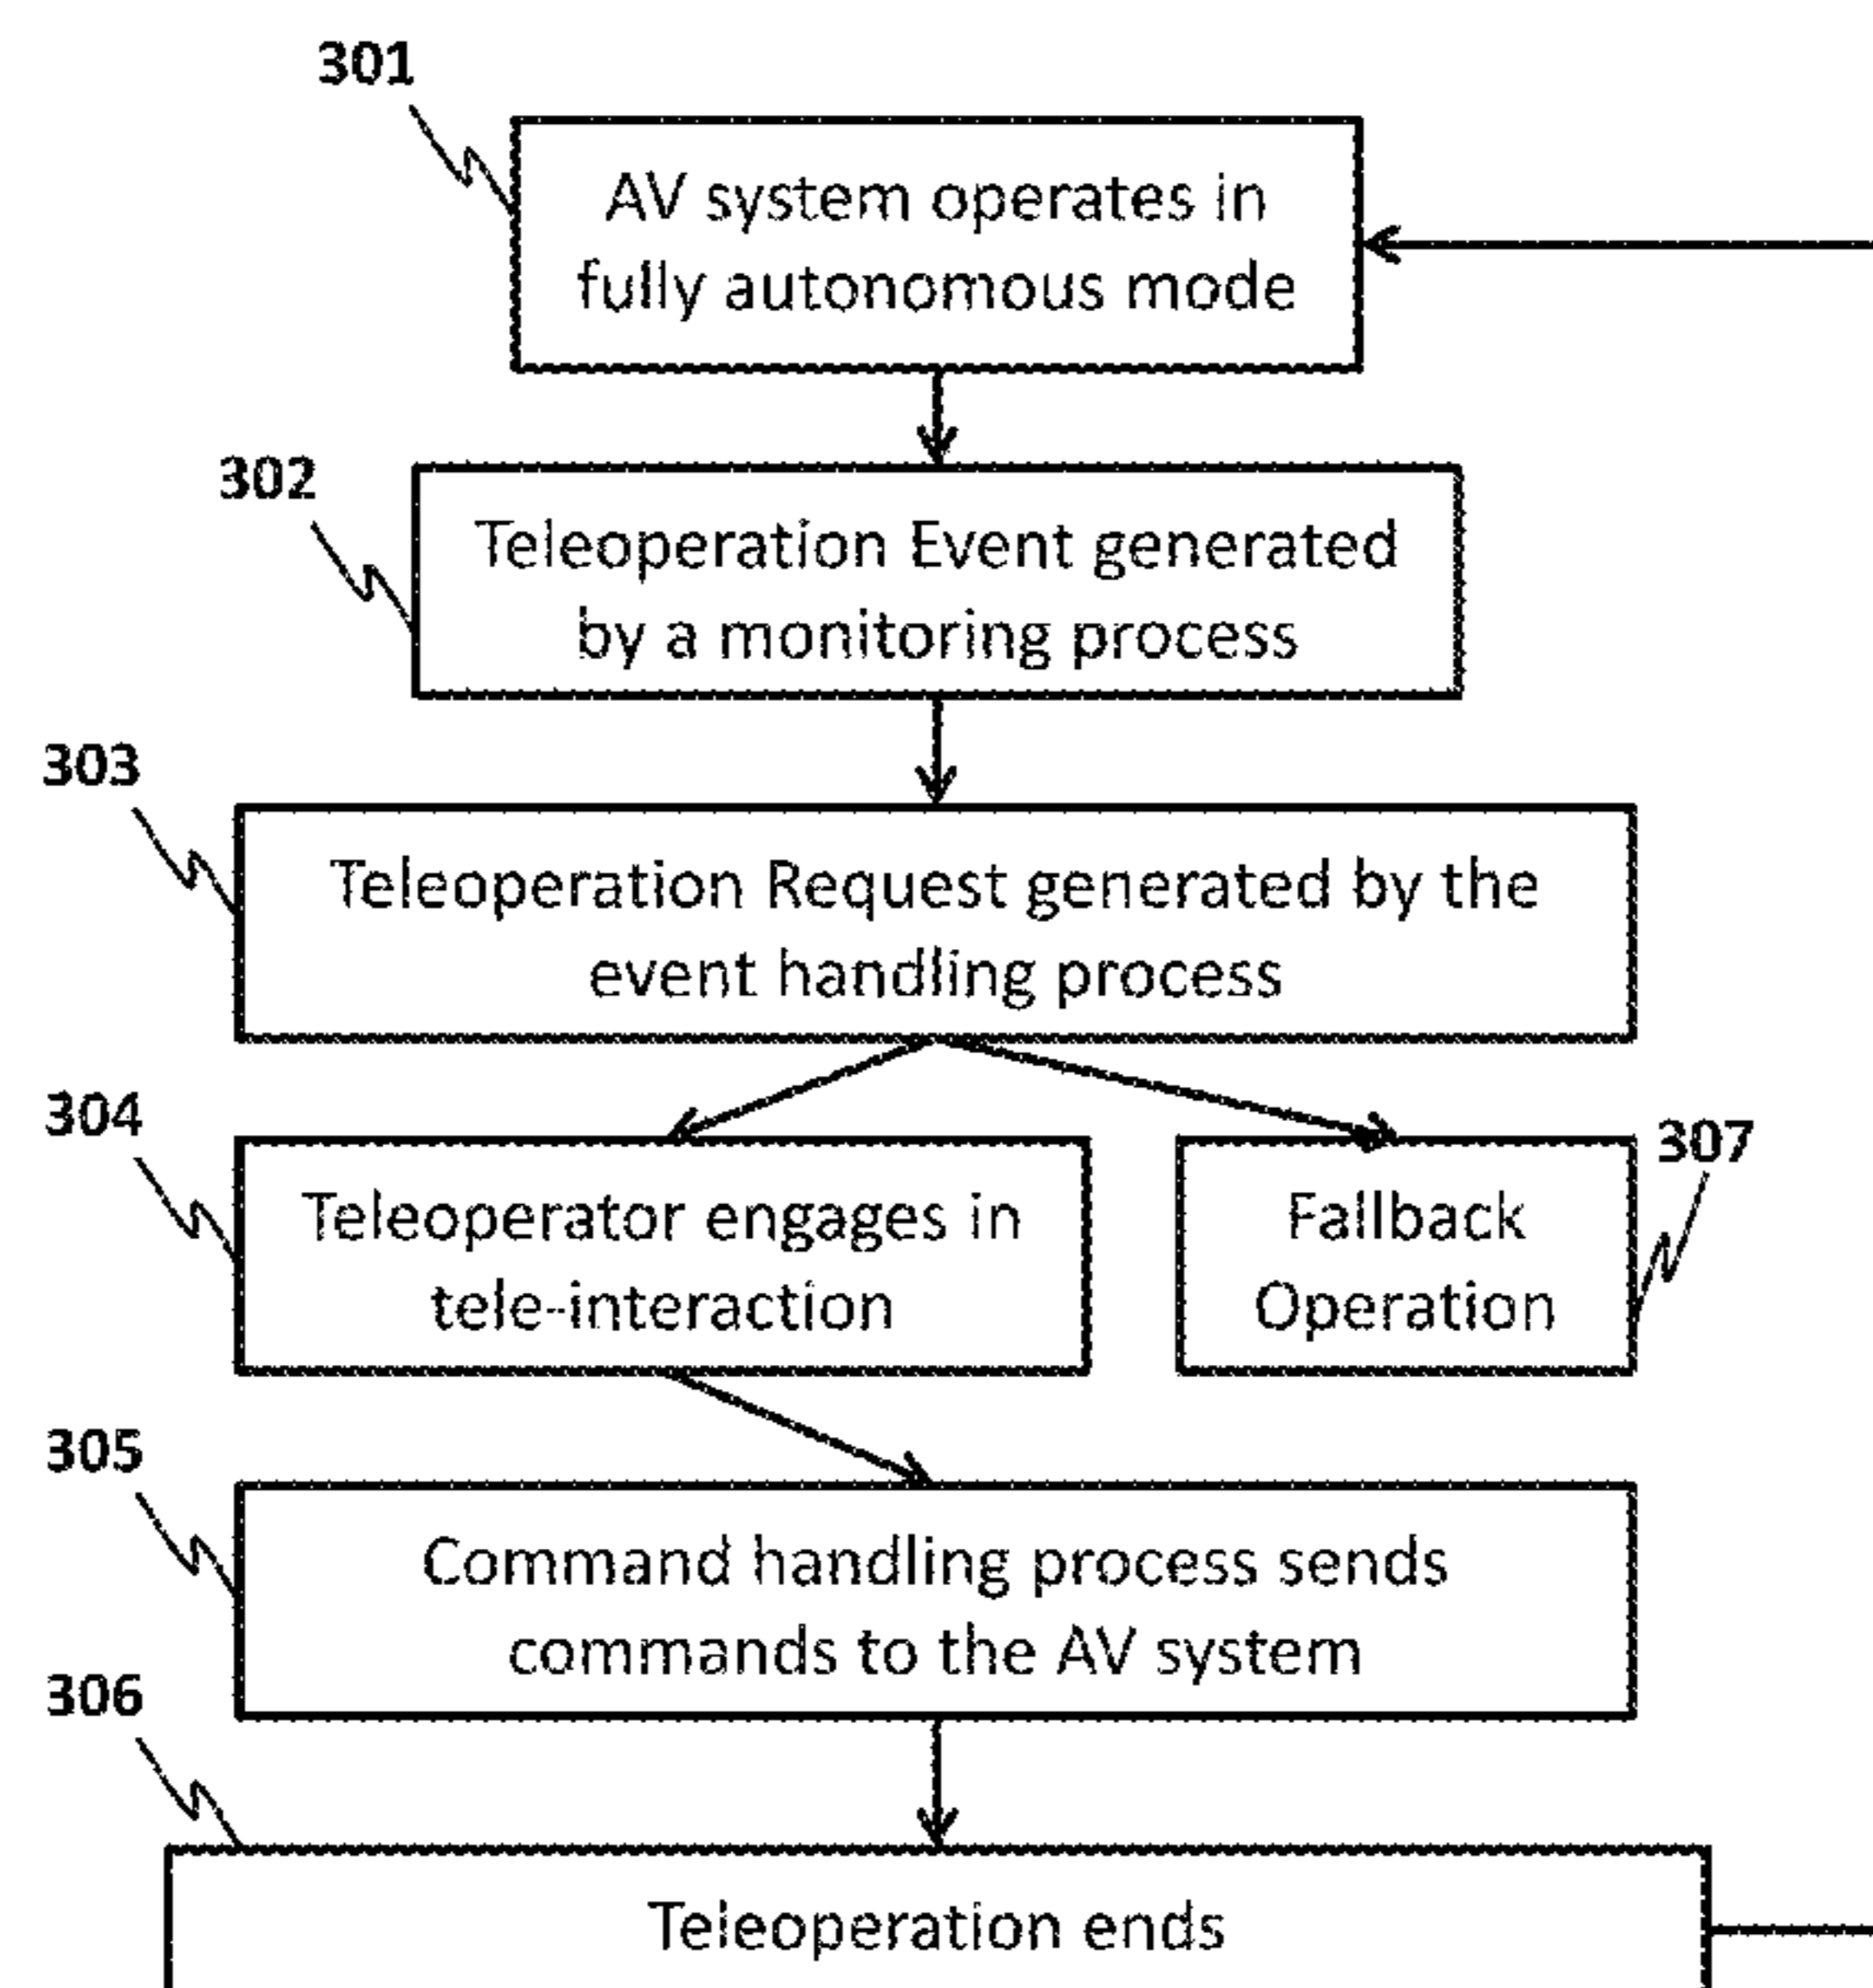 301
AV system operates in
fully autonomous mode
302
Teleoperation Event generated
by a monitoring process
303
Teleoperation Request generated by the
event handling process
304
Teleoperator engages in
tele-interaction
307
Fallback
Operation
305
Command handling process sends
commands to the AV system
306
Teleoperation ends